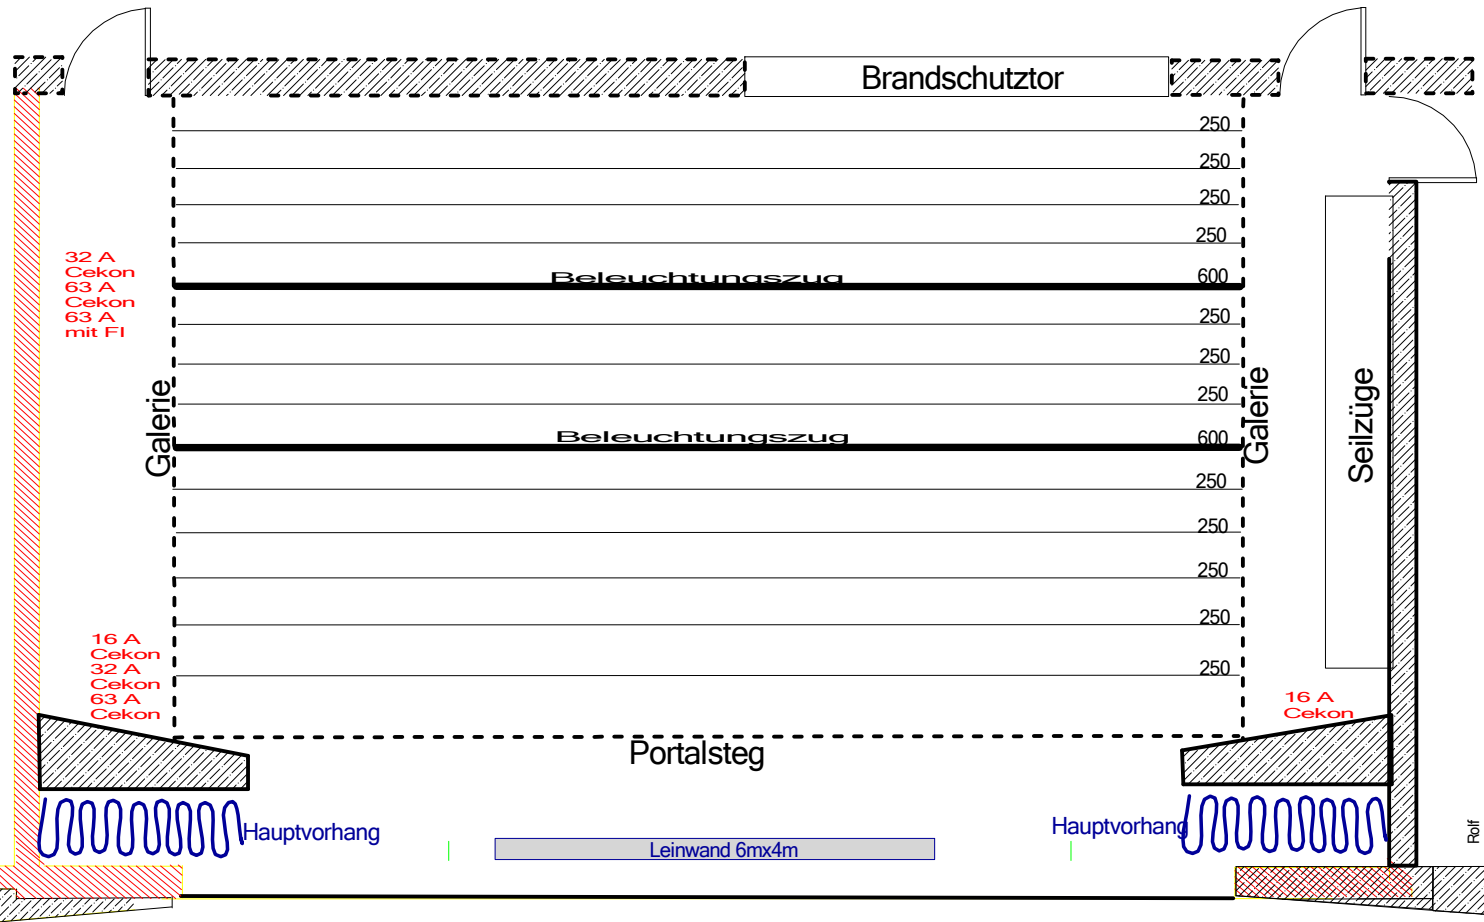 Brandschutztor
250
250
250
250
Beleuchtungszug 600
250
250
250
Beleuchtungszug 600
250
250
250
250
250
32 A
Cekon
63 A
Cekon
63 A
mit FI
Galerie
Galerie
Seilzüge
16 A
Cekon
32 A
Cekon
63 A
Cekon
16 A
Cekon
Portalsteg
Hauptvorhang
Hauptvorhang
Leinwand 6mx4m
Rolf